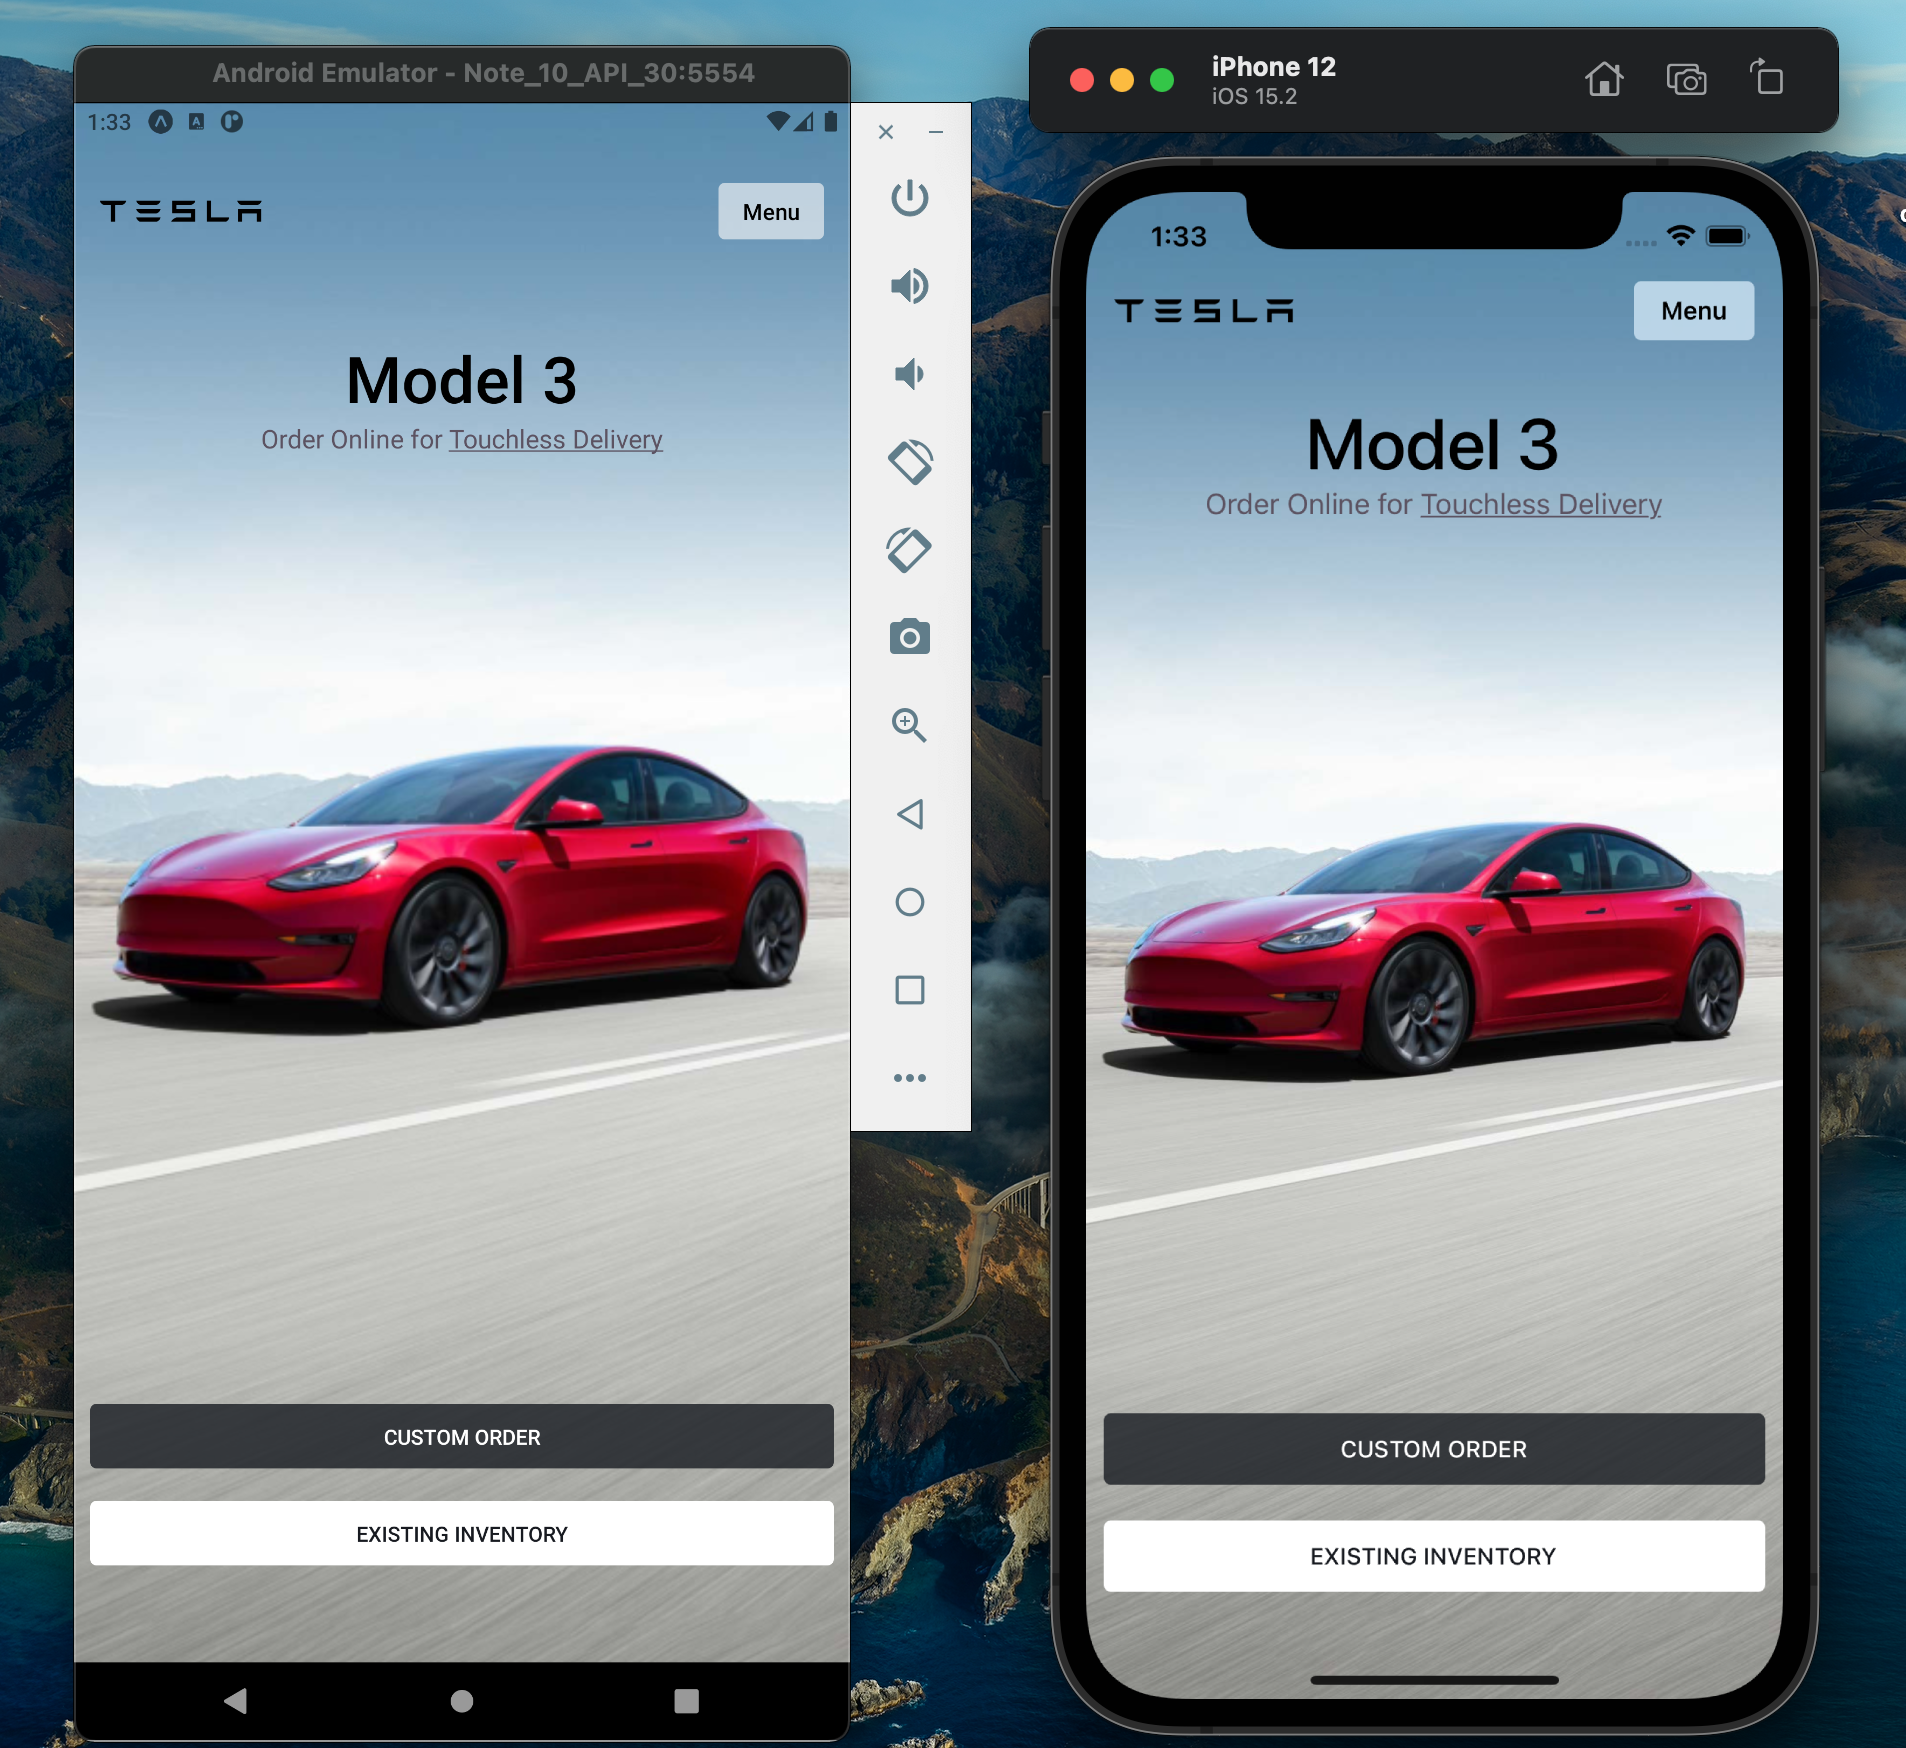 Android Emulator - Note_10_API_30:5554
1:33
TESLA
Menu
Model 3
Order Online for Touchless Delivery
CUSTOM ORDER
EXISTING INVENTORY
iPhone 12
iOS 15.2
1:33
TESLA
Menu
Model 3
Order Online for Touchless Delivery
CUSTOM ORDER
EXISTING INVENTORY